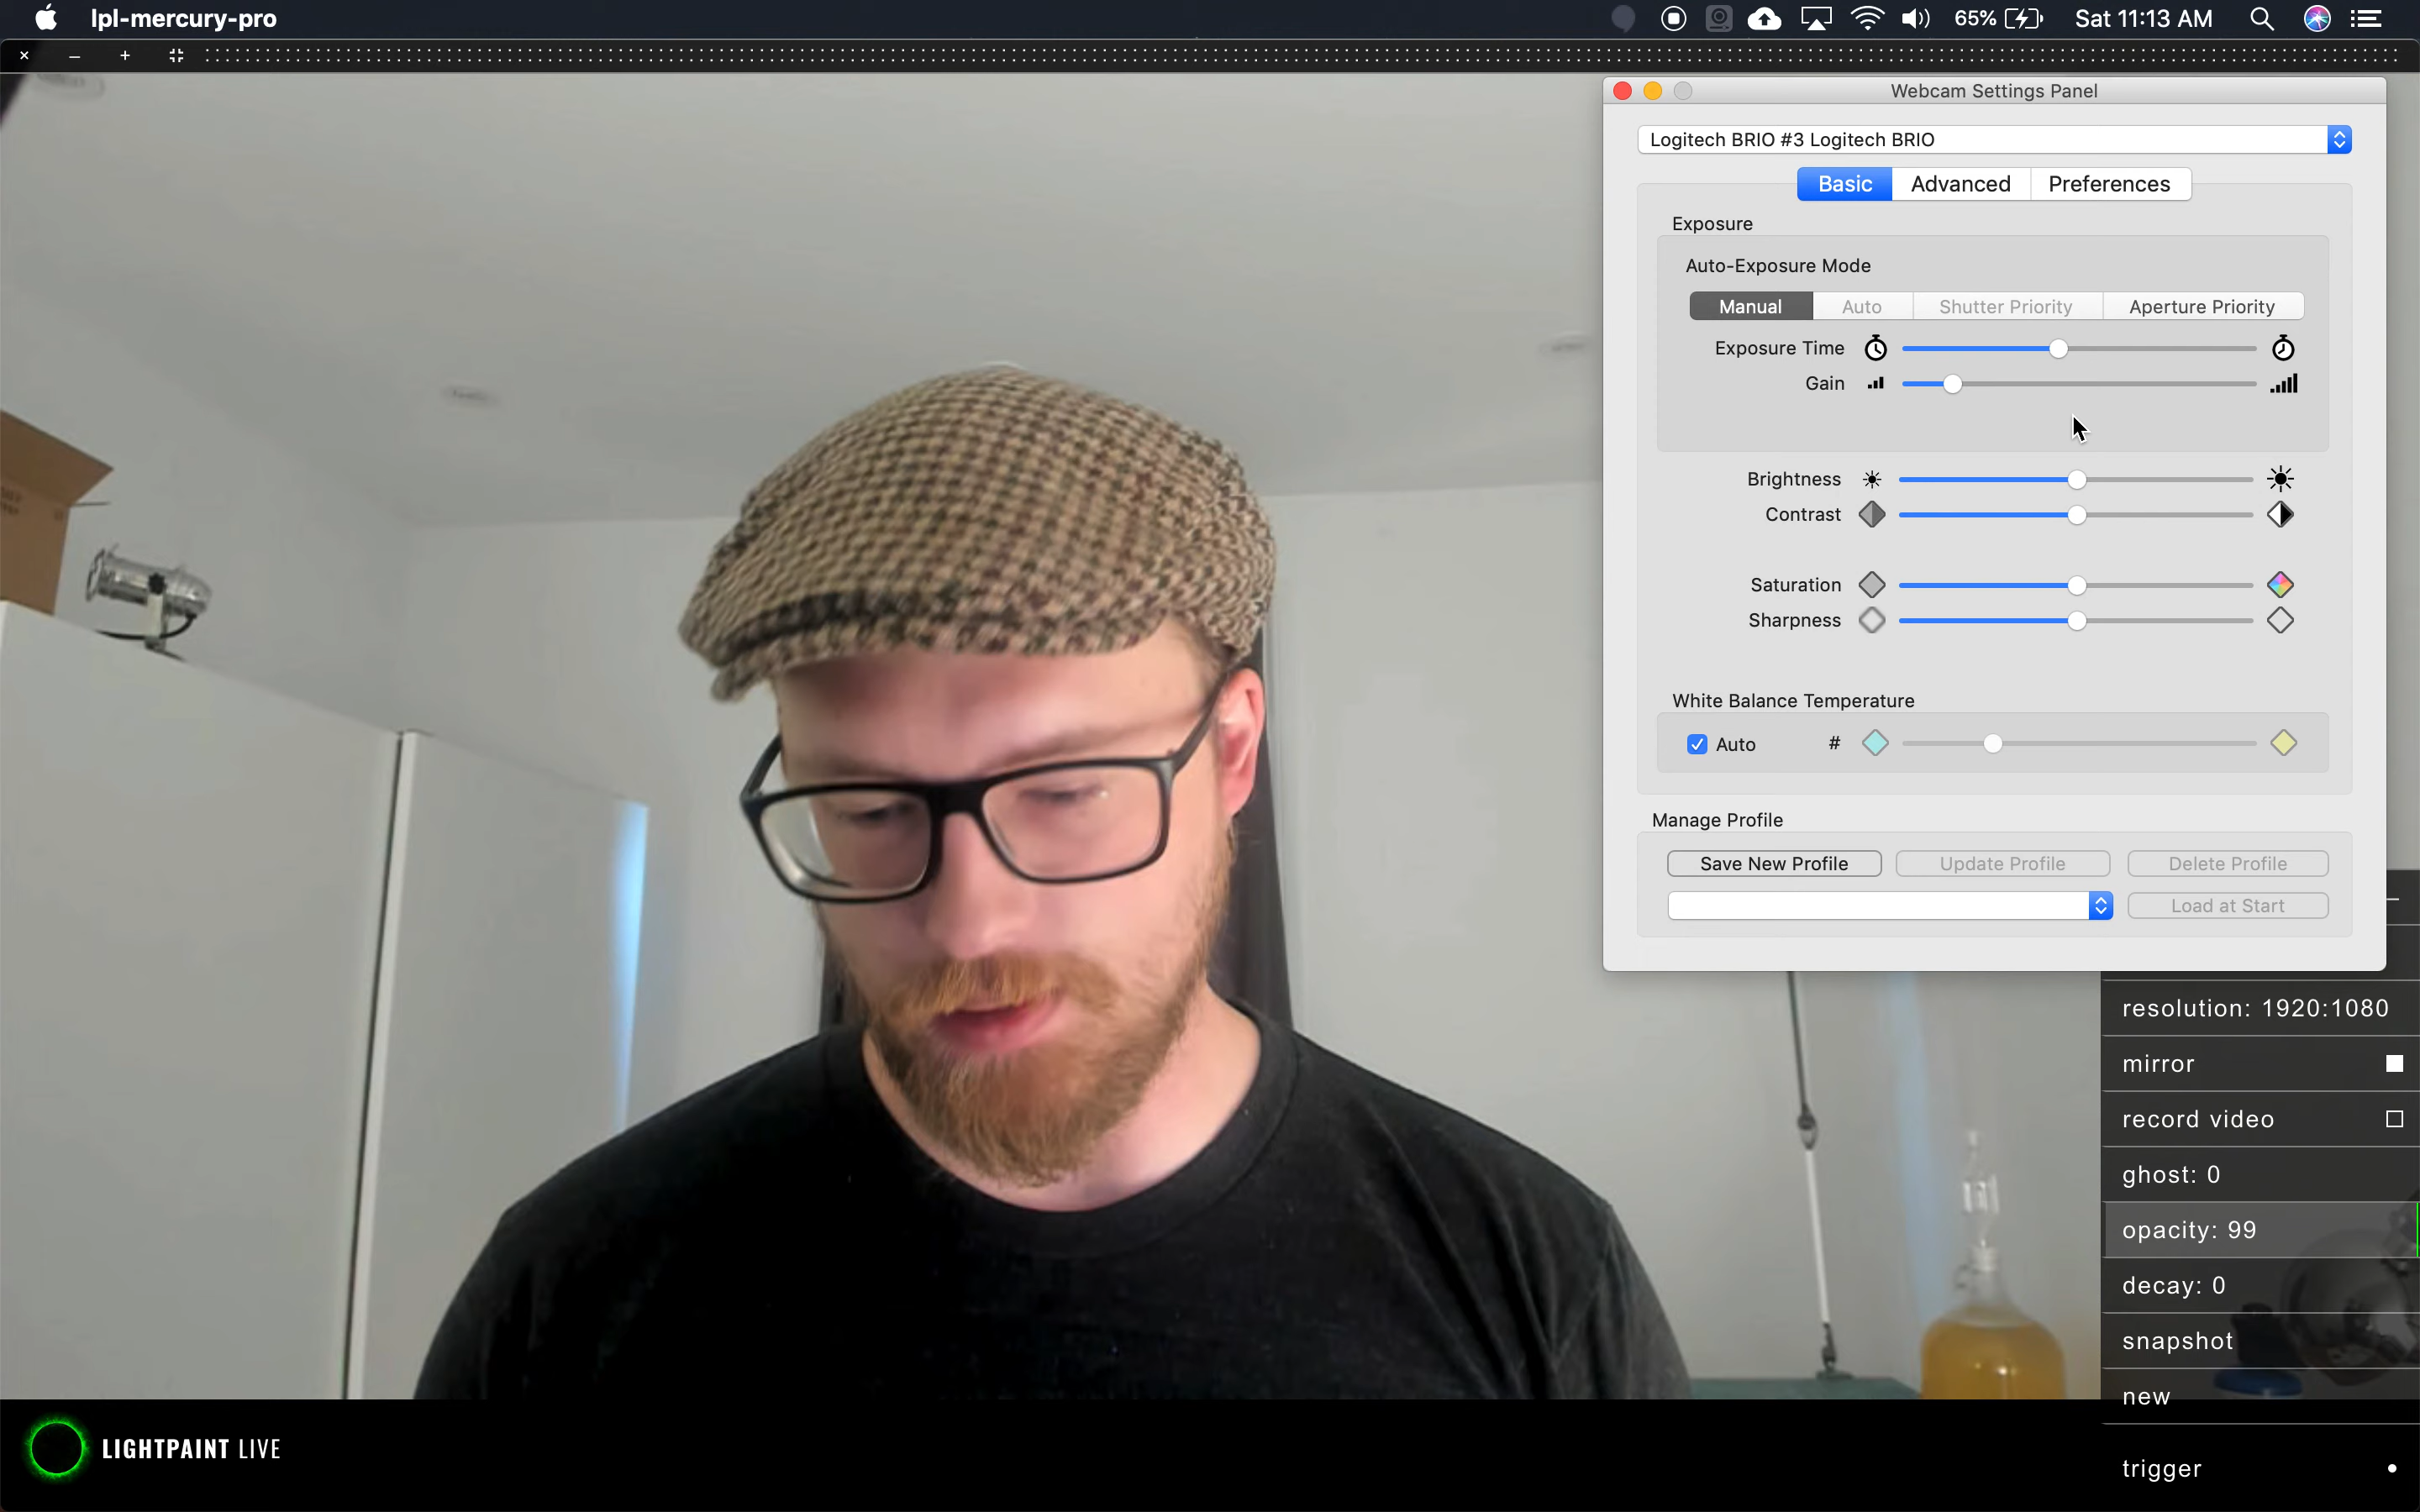 lpl-mercury-pro
65%
Sat 11:13 AM
Webcam Settings Panel
Logitech BRIO #3 Logitech BRIO
Basic Advanced Preferences
Exposure
Auto-Exposure Mode
Manual Auto Shutter Priority Aperture Priority
Exposure Time
Gain
Brightness
Contrast
Saturation
Sharpness
White Balance Temperature
Auto #
Manage Profile
Save New Profile Update Profile Delete Profile
Load at Start
resolution: 1920:1080
mirror
record video
ghost: 0
opacity: 99
decay: 0
snapshot
new
trigger
LIGHTPAINT LIVE